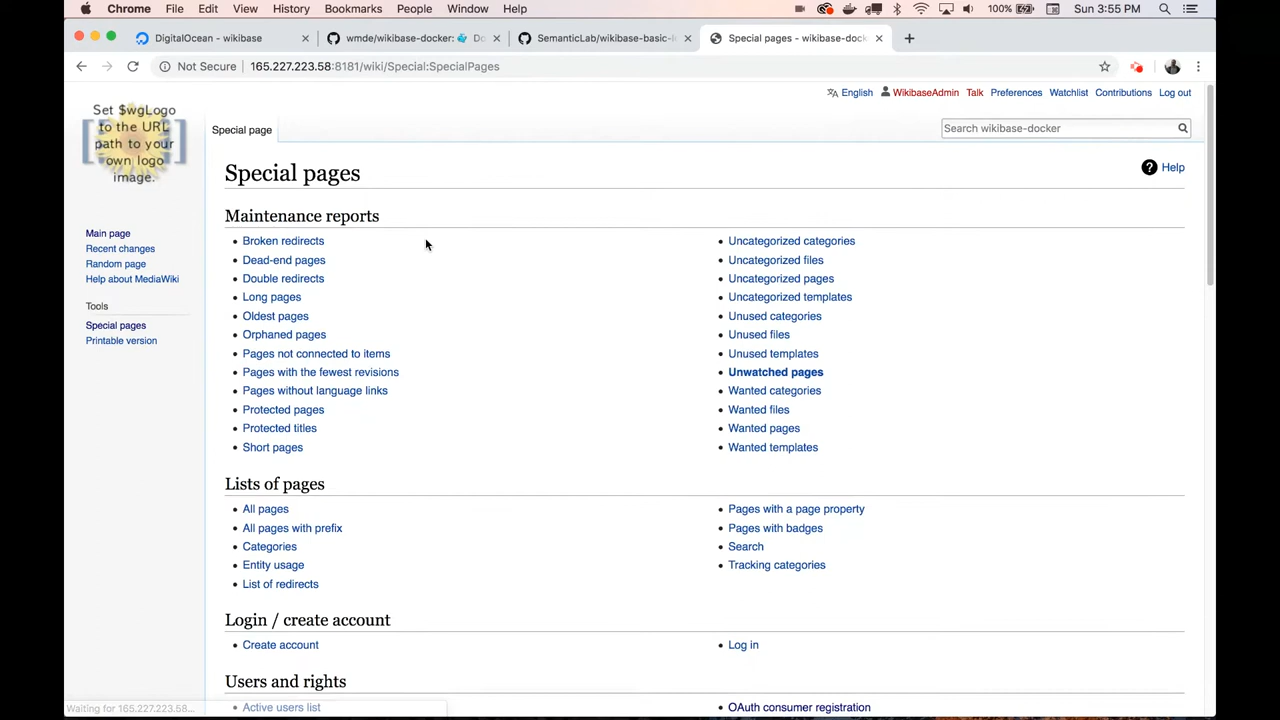 Chrome File Edit View History Bookmarks People Window Help 100% Sun 3:55 PM
DigitalOcean - wikibase
wmde/wikibase-docker: Do
SemanticLab/wikibase-basic-
Special pages - wikibase-dock
Not Secure 165.227.223.58:8181/wiki/Special:SpecialPages
Set $wgLogo
to the URL
path to your
own logo
image.
English WikibaseAdmin Talk Preferences Watchlist Contributions Log out
Special page
Search wikibase-docker
Main page
Recent changes
Random page
Help about MediaWiki
Tools
Special pages
Printable version
Special pages
Help
Maintenance reports
Broken redirects
Dead-end pages
Double redirects
Long pages
Oldest pages
Orphaned pages
Pages not connected to items
Pages with the fewest revisions
Pages without language links
Protected pages
Protected titles
Short pages
Uncategorized categories
Uncategorized files
Uncategorized pages
Uncategorized templates
Unused categories
Unused files
Unused templates
Unwatched pages
Wanted categories
Wanted files
Wanted pages
Wanted templates
Lists of pages
All pages
All pages with prefix
Categories
Entity usage
List of redirects
Pages with a page property
Pages with badges
Search
Tracking categories
Login / create account
Create account
Log in
Users and rights
Active users list
OAuth consumer registration
Waiting for 165.227.223.58...